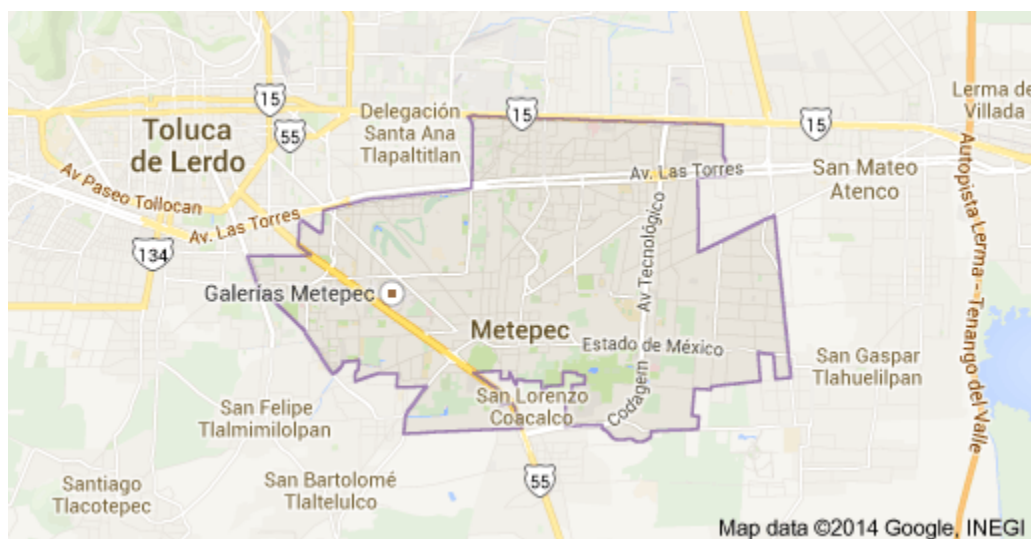 15
15
15
55
Delegación
Santa Ana
Tlapaltitlan
Lerma de
Villada
Toluca
de Lerdo
Av Paseo Tollocan
Av. Las Torres
Av. Las Torres
San Mateo
Atenco
134
Autopista Lerma - Tenango del Valle
Av Tecnológico
Galerías Metepec
Metepec
Estado de México
San Gaspar
Tlahuelilpan
San Lorenzo
Coacalco
Codagem
San Felipe
Tlalmimilolpan
San Bartolomé
Tlaltelulco
Santiago
Tlacotepec
55
Map data ©2014 Google, INEGI